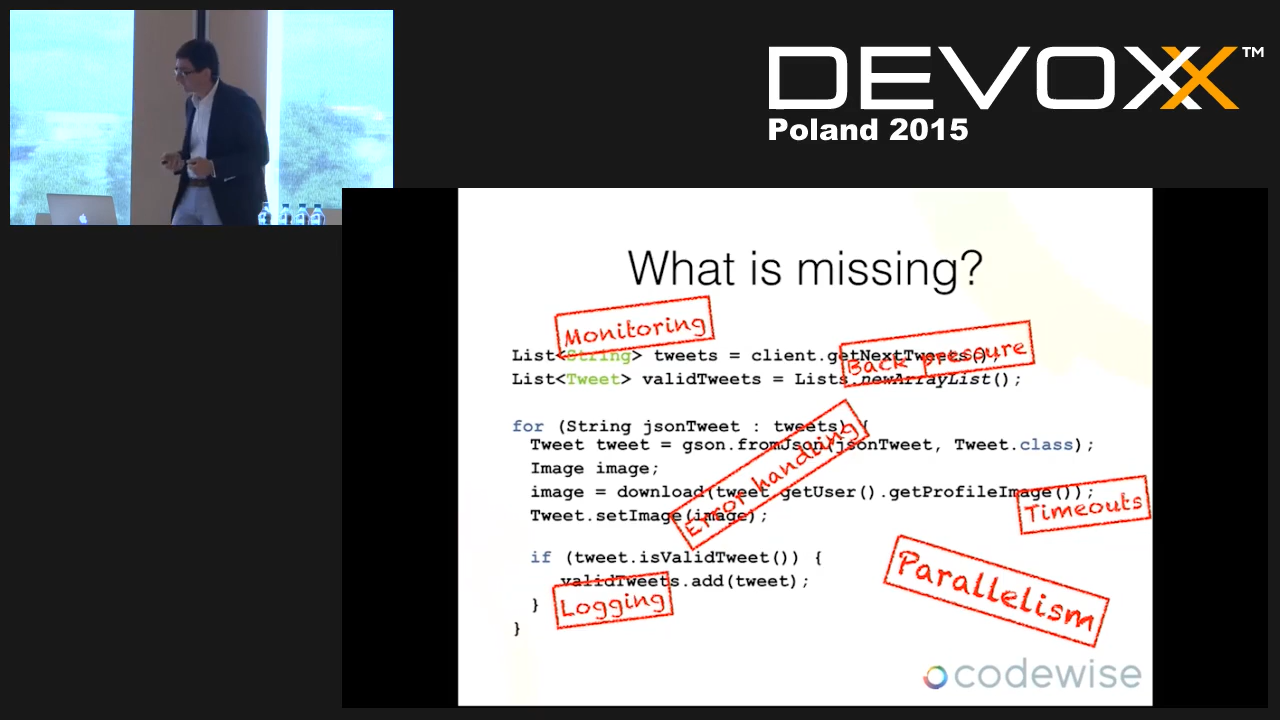 DEVOXX™
Poland 2015
What is missing?
Monitoring
List<String> tweets = client.getNextTweets();
Back pressure
List<Tweet> validTweets = Lists.newArrayList();
for (String jsonTweet : tweets) {
Tweet tweet = gson.fromJson(jsonTweet, Tweet.class);
Error handling
Image image;
image = download(tweet.getUser().getProfileImage());
Timeouts
Tweet.setImage(image);
if (tweet.isValidTweet()) {
validTweets.add(tweet);
Parallelism
} Logging
}
codewise